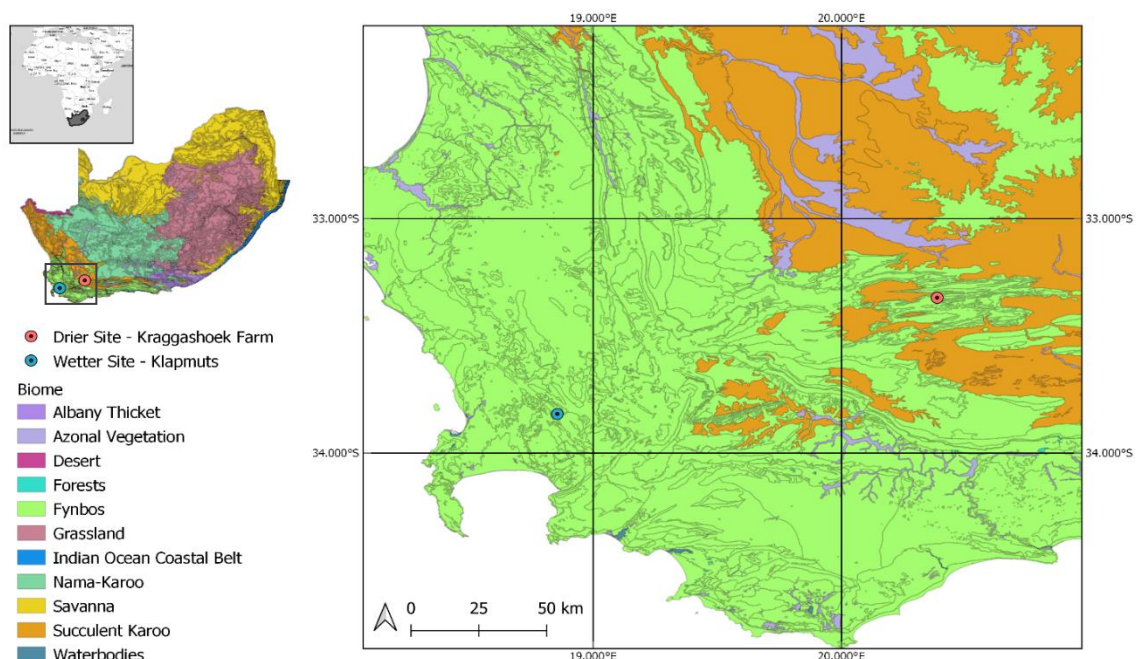 19.000°E
20.000°E
33.000°S
33.000°S
34.000°S
34.000°S
Drier Site - Kraggashoek Farm
Wetter Site - Klapmuts
Biome
Albany Thicket
Azonal Vegetation
Desert
Forests
Fynbos
Grassland
Indian Ocean Coastal Belt
Nama-Karoo
Savanna
Succulent Karoo
Waterbodies
0 25 50 km
19.000°E
20.000°E